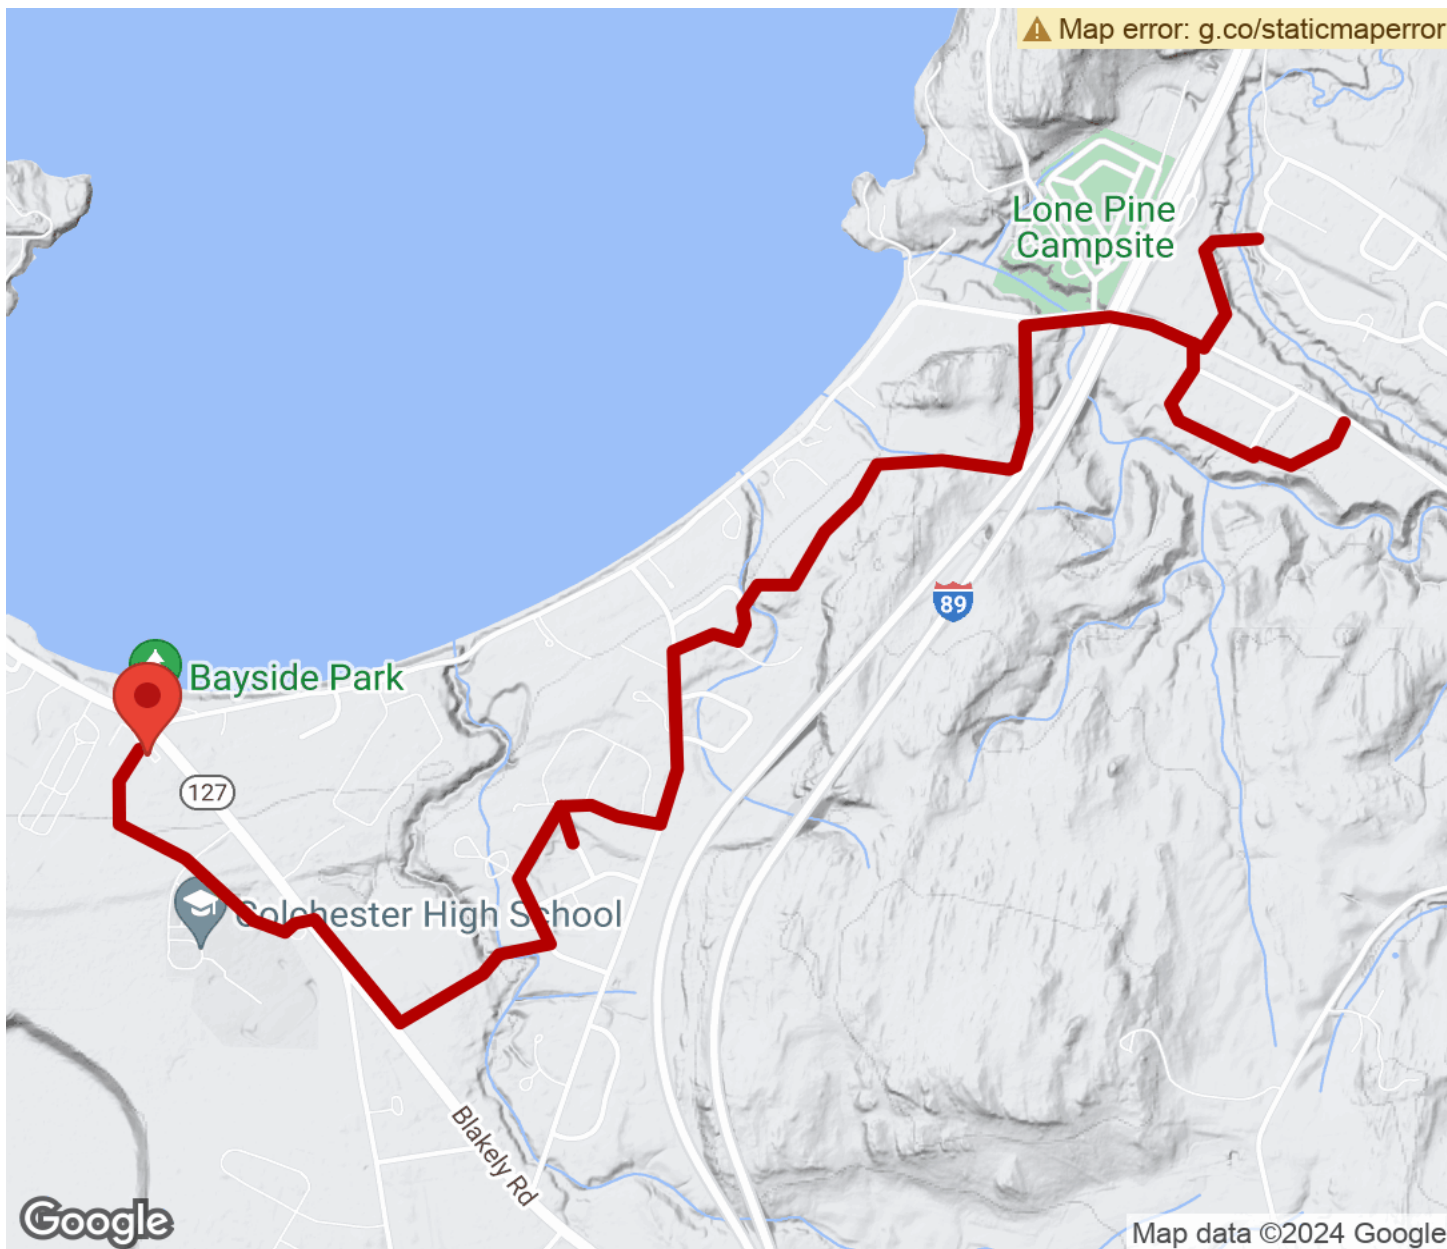 Map error: g.co/staticmaperror
Lone Pine
Campsite
89
Bayside Park
127
Colchester High School
Blakely Rd
Google
Map data ©2024 Google